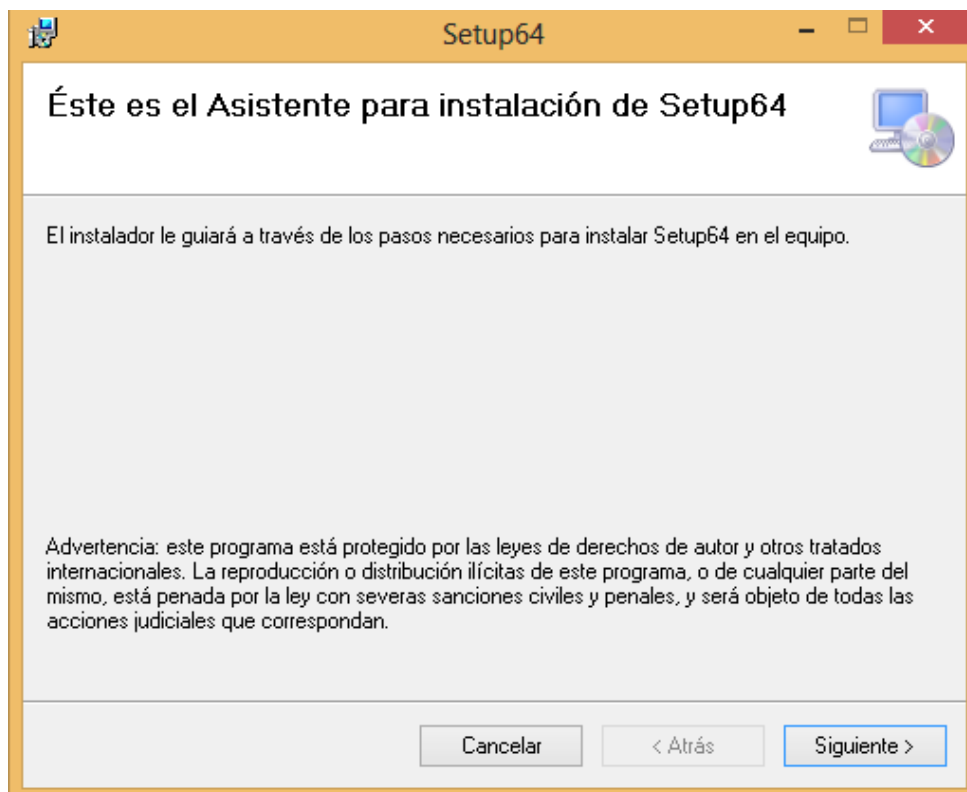 Setup64
Éste es el Asistente para instalación de Setup64
El instalador le guiará a través de los pasos necesarios para instalar Setup64 en el equipo.
Advertencia: este programa está protegido por las leyes de derechos de autor y otros tratados
internacionales. La reproducción o distribución ilícitas de este programa, o de cualquier parte del
mismo, está penada por la ley con severas sanciones civiles y penales, y será objeto de todas las
acciones judiciales que correspondan.
Cancelar < Atrás Siguiente >